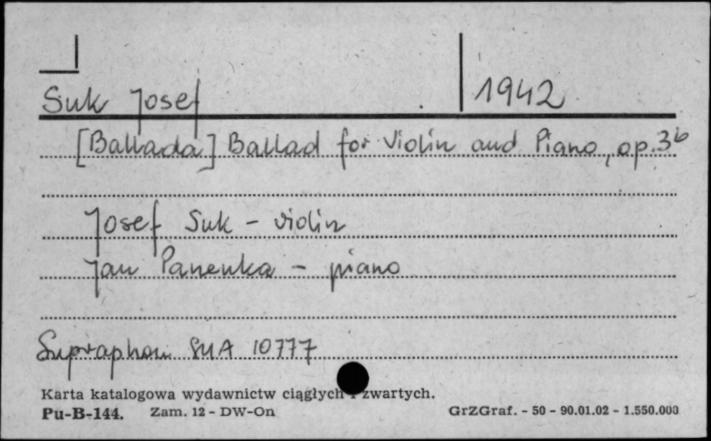 Suk Josef 1942
[Ballada] Ballad for Violin and Piano, op. 3b
Josef Suk - violin
Jan Panenka - piano
Supraphon SUA 10777
Karta katalogowa wydawnictw ciągłych i zwartych.
Pu-B-144. Zam. 12 - DW-On GrZGraf. - 50 - 90.01.02 - 1.550.000